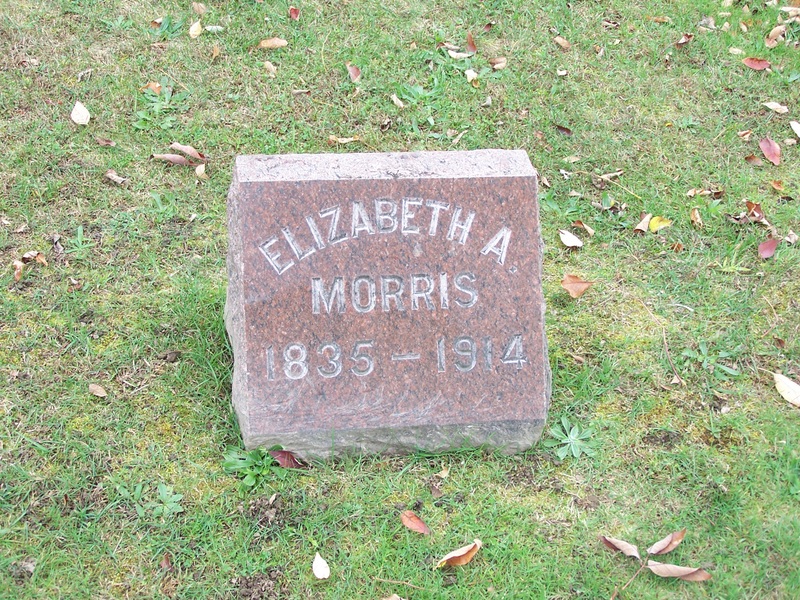 ELIZABETH A.
MORRIS
1835 – 1914